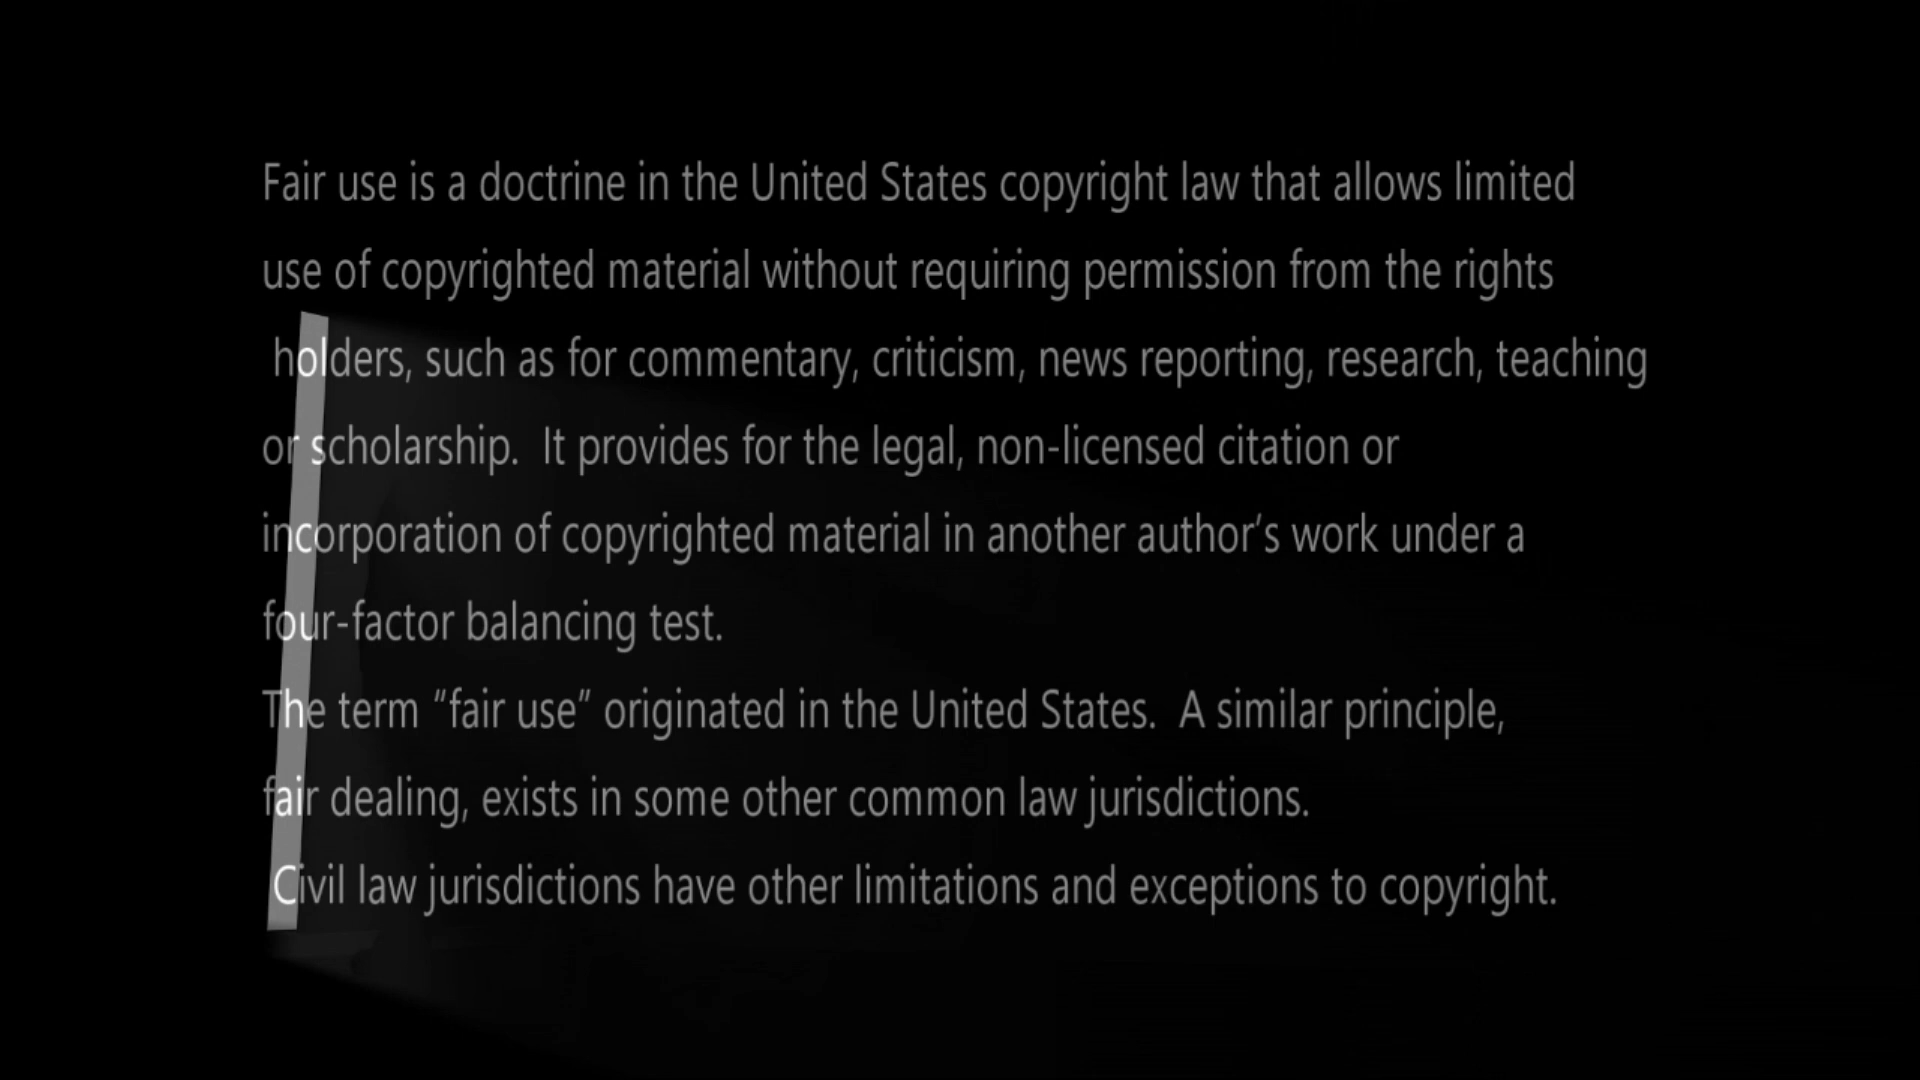 Fair use is a doctrine in the United States copyright law that allows limited
use of copyrighted material without requiring permission from the rights
holders, such as for commentary, criticism, news reporting, research, teaching
or scholarship.  It provides for the legal, non-licensed citation or
incorporation of copyrighted material in another author’s work under a
four-factor balancing test.
The term “fair use” originated in the United States.  A similar principle,
fair dealing, exists in some other common law jurisdictions.
Civil law jurisdictions have other limitations and exceptions to copyright.